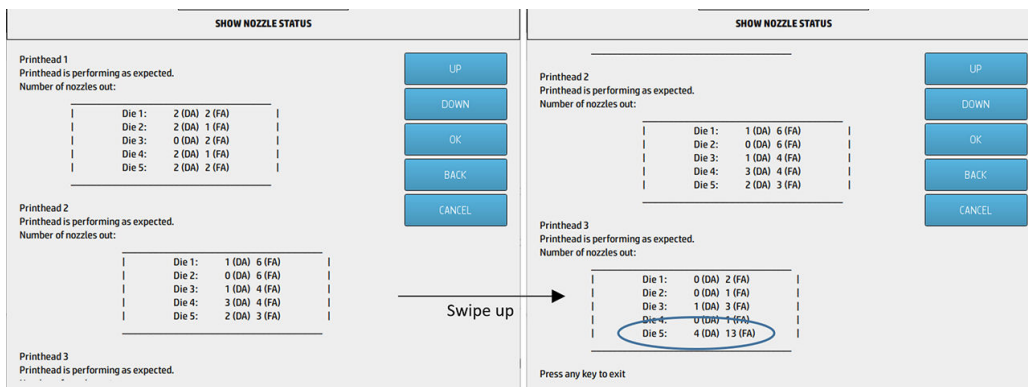 SHOW NOZZLE STATUS
Printhead 1
Printhead is performing as expected.
Number of nozzles out:
Die 1: 2 (DA) 2 (FA)
Die 2: 2 (DA) 1 (FA)
Die 3: 0 (DA) 2 (FA)
Die 4: 2 (DA) 1 (FA)
Die 5: 2 (DA) 2 (FA)
Printhead 2
Printhead is performing as expected.
Number of nozzles out:
Die 1: 1 (DA) 6 (FA)
Die 2: 0 (DA) 6 (FA)
Die 3: 1 (DA) 4 (FA)
Die 4: 3 (DA) 4 (FA)
Die 5: 2 (DA) 3 (FA)
Printhead 3
Printhead is performing as expected.
UP
DOWN
OK
BACK
CANCEL
Swipe up
SHOW NOZZLE STATUS
Printhead 2
Printhead is performing as expected.
Number of nozzles out:
Die 1: 1 (DA) 6 (FA)
Die 2: 0 (DA) 6 (FA)
Die 3: 1 (DA) 4 (FA)
Die 4: 3 (DA) 4 (FA)
Die 5: 2 (DA) 3 (FA)
Printhead 3
Printhead is performing as expected.
Number of nozzles out:
Die 1: 0 (DA) 2 (FA)
Die 2: 0 (DA) 1 (FA)
Die 3: 1 (DA) 3 (FA)
Die 4: 0 (DA) 1 (FA)
Die 5: 4 (DA) 13 (FA)
Press any key to exit
UP
DOWN
OK
BACK
CANCEL